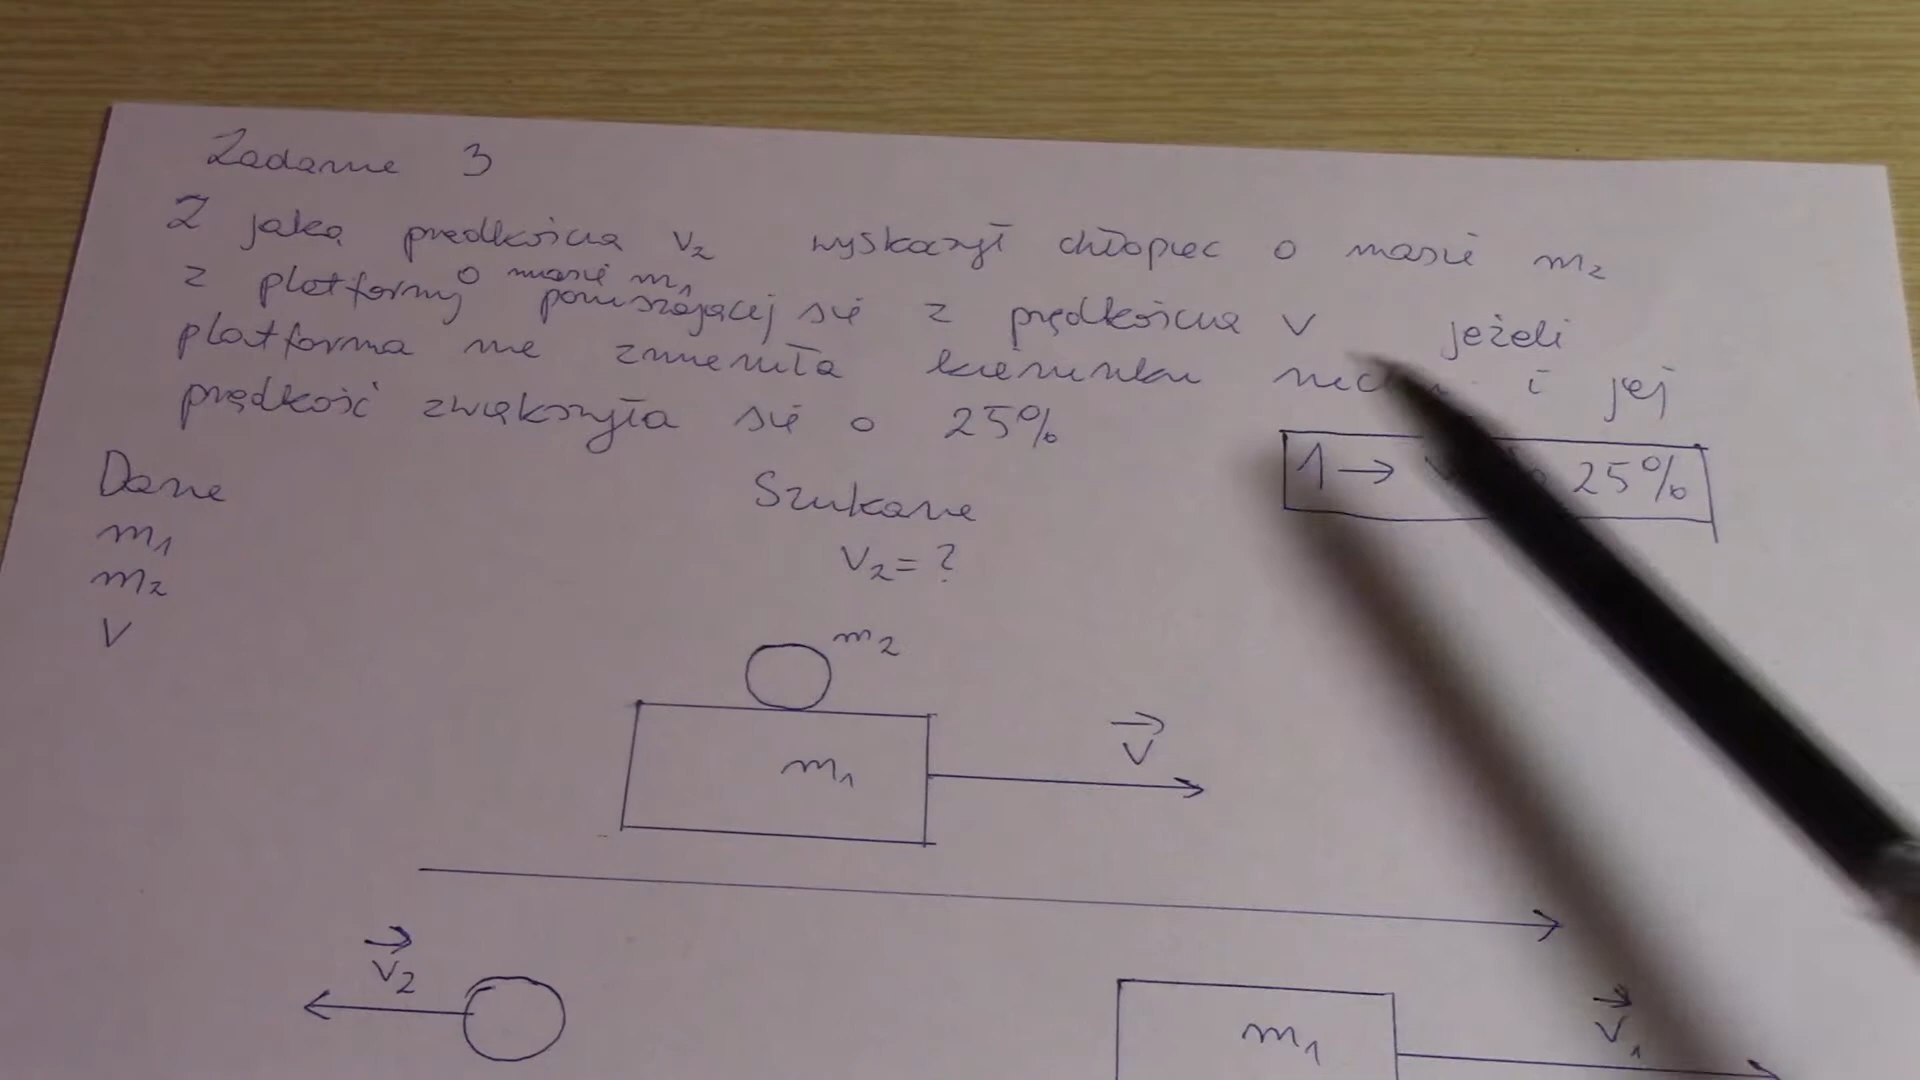 Zadanie 3
Z jaką prędkością v₂ wyskoczył chłopiec o masie m₂
z platformy o masie m₁ poruszającej się z prędkością v jeżeli
platforma nie zmieniła kierunku i jej
prędkość zwiększyła się o 25%
1 → 25%
Dane
Szukane
m₁
v₂ = ?
m₂
V
m₂
m₁
v
v₂
m₁
v₁